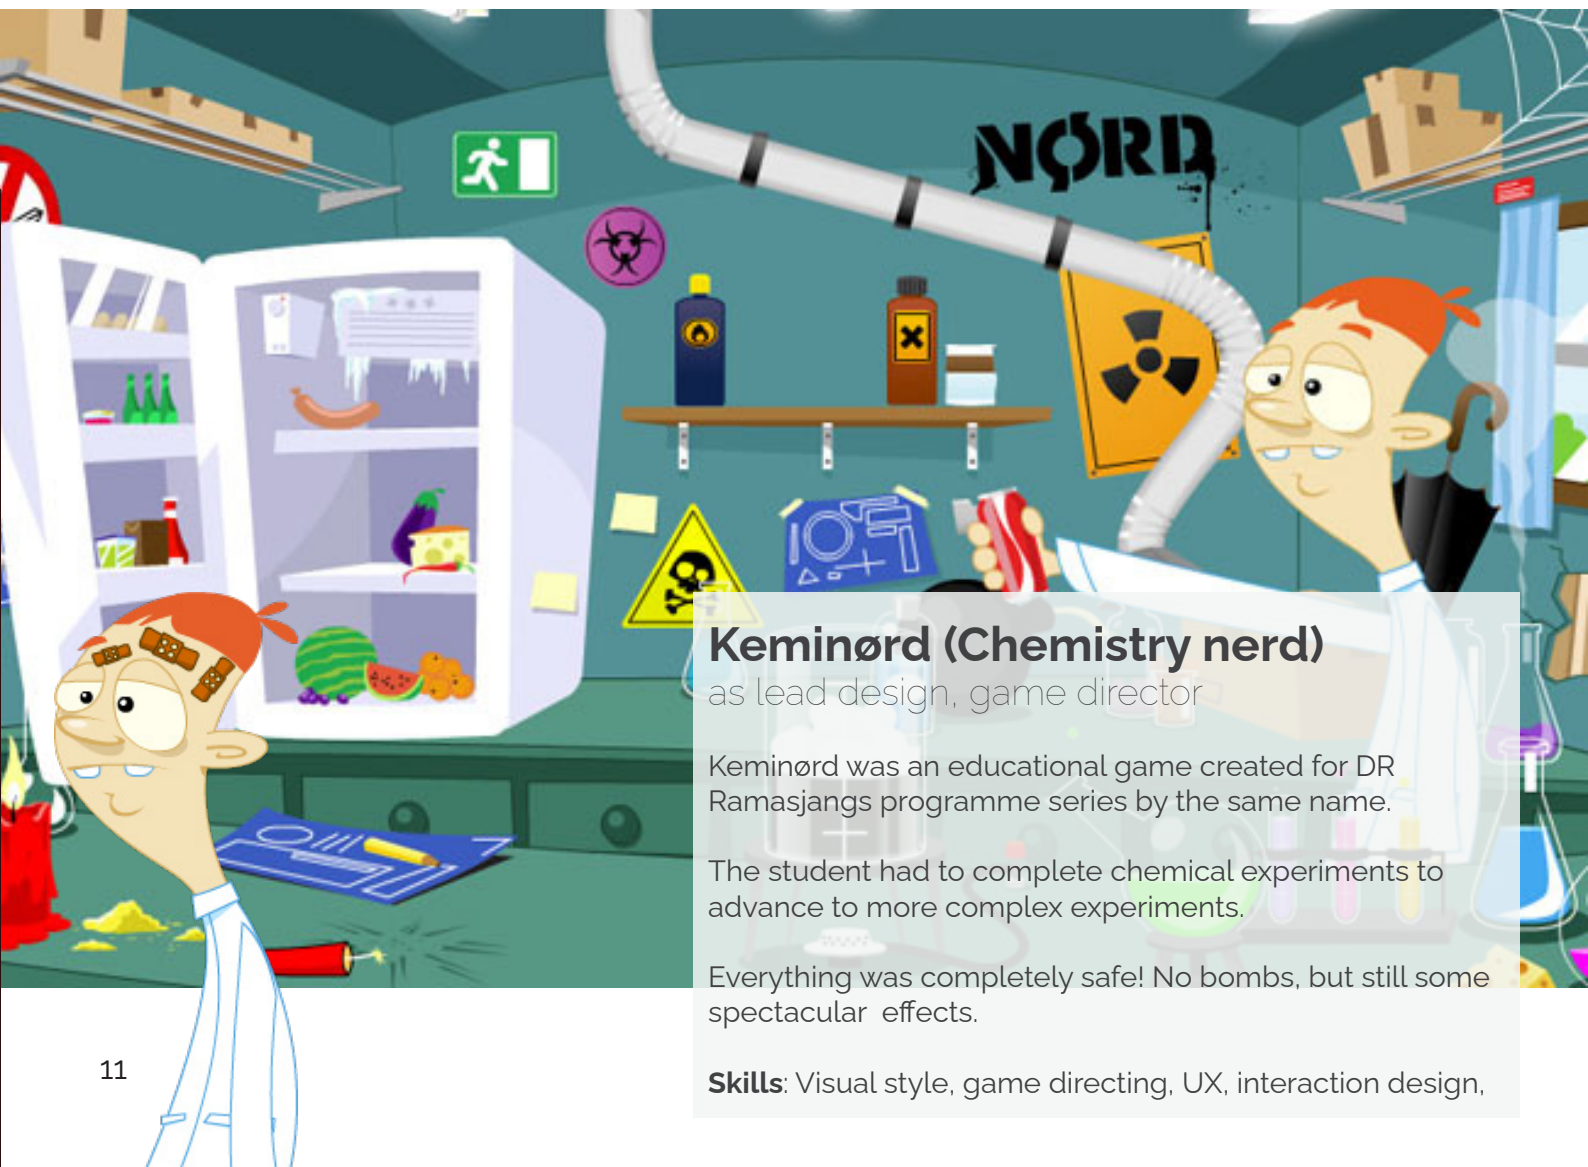 NØRD
Keminørd (Chemistry nerd)
as lead design, game director
Keminørd was an educational game created for DR
Ramasjangs programme series by the same name.
The student had to complete chemical experiments to
advance to more complex experiments.
Everything was completely safe! No bombs, but still some
spectacular effects.
Skills: Visual style, game directing, UX, interaction design,
11